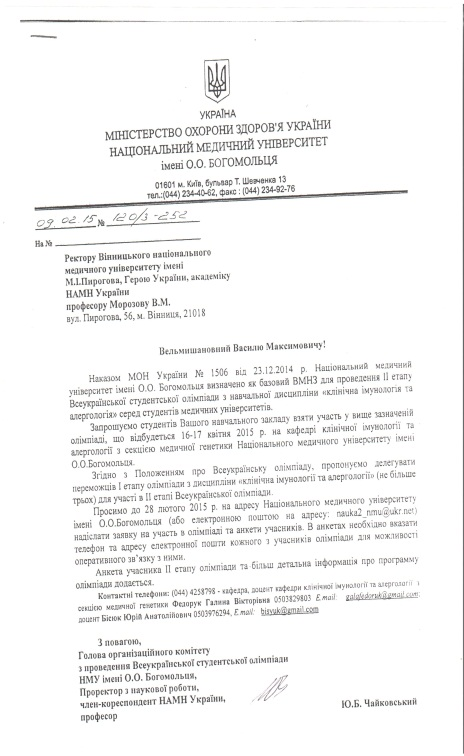 УКРАЇНА
МІНІСТЕРСТВО ОХОРОНИ ЗДОРОВ'Я УКРАЇНИ
НАЦІОНАЛЬНИЙ МЕДИЧНИЙ УНІВЕРСИТЕТ
імені О.О. БОГОМОЛЬЦЯ
01601 м. Київ, бульвар Т. Шевченка 13
тел.:(044) 234-40-62, факс : (044) 234-92-76
09.02.15 № 120/3-252
На №
Ректору Вінницького національного
медичного університету імені
М.І.Пирогова, Герою України, академіку
НАМН України
професору Морозову В.М.
вул. Пирогова, 56, м. Вінниця, 21018
Вельмишановний Василю Максимовичу!
Наказом МОН України № 1506 від 23.12.2014 р. Національний медичний
університет імені О.О. Богомольця визначено як базовий ВМНЗ для проведення ІІ етапу
Всеукраїнської студентської олімпіади з навчальної дисципліни «клінічна імунологія та
алергологія» серед студентів медичних університетів.
Запрошуємо студентів Вашого навчального закладу взяти участь у вище зазначеній
олімпіаді, що відбудеться 16-17 квітня 2015 р. на кафедрі клінічної імунології та
алергології з секцією медичної генетики Національного медичного університету імені
О.О.Богомольця.
Згідно з Положенням про Всеукраїнську олімпіаду, пропонуємо делегувати
переможців І етапу олімпіади з дисципліни «клінічна імунологія та алергології» (не більше
трьох) для участі в ІІ етапі Всеукраїнської олімпіади.
Просимо до 28 лютого 2015 р. на адресу Національного медичного університету
імені О.О.Богомольця (або електронною поштою на адресу: nauka2_nmu@ukr.net)
надіслати заявку на участь в олімпіаді та анкети учасників. В анкетах необхідно вказати
телефон та адресу електронної пошти кожного з учасників олімпіади для можливості
оперативного зв'язку з ними.
Анкета учасника ІІ етапу олімпіади та більш детальна інформація про програму
олімпіади додається.
Контактні телефони: (044) 4258798 - кафедра, доцент кафедри клінічної імунології та алергології з
секцією медичної генетики Федорук Галина Вікторівна 0503829803 E.mail: galafedoruk@gmail.com;
доцент Бісюк Юрій Анатолійович 0503976294, E.mail: bisyuk@gmail.com
З повагою,
Голова організаційного комітету
з проведення Всеукраїнської студентської олімпіади
НМУ імені О.О. Богомольця,
Проректор з наукової роботи,
член-кореспондент НАМН України,
професор Ю.Б. Чайковський